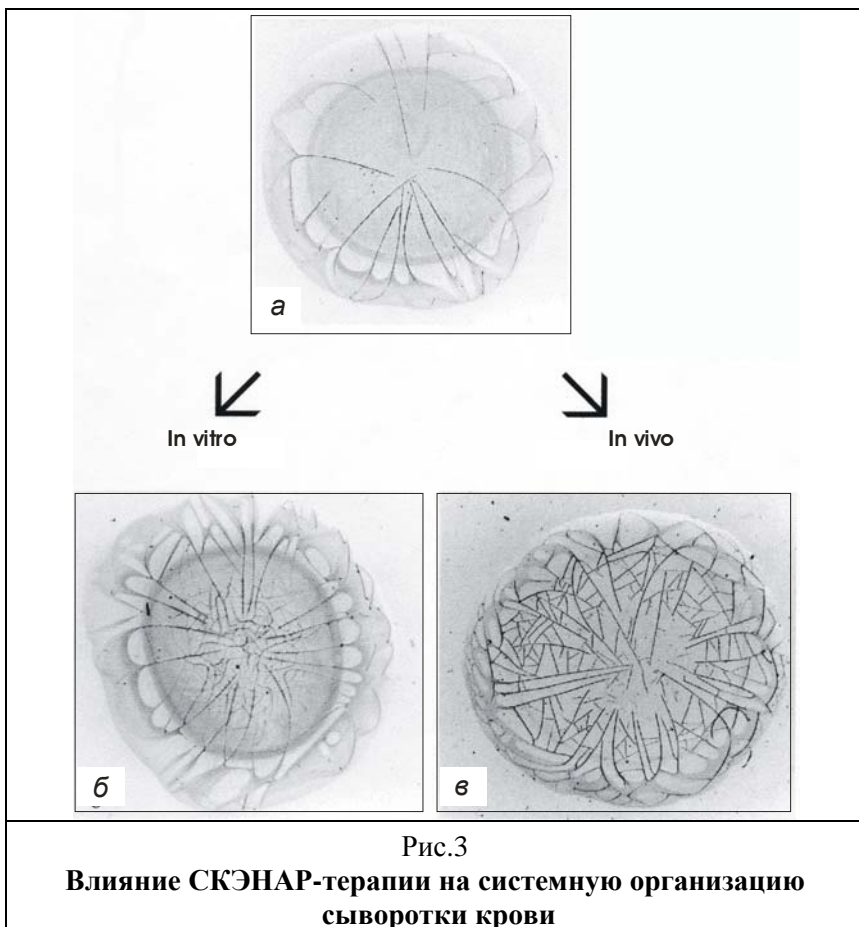 а
In vitro
In vivo
б
в
Рис.3
Влияние СКЭНАР-терапии на системную организацию
сыворотки крови